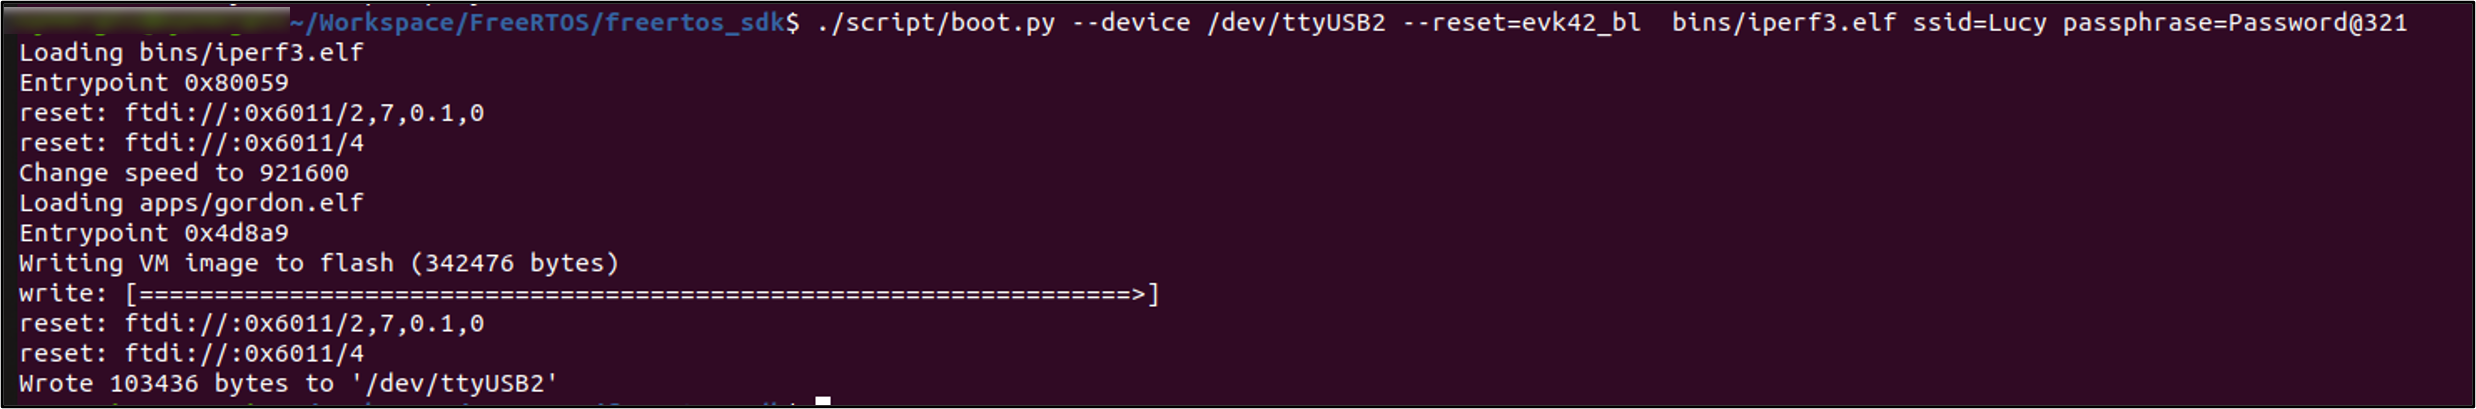 ~/Workspace/FreeRTOS/freertos_sdk$ ./script/boot.py --device /dev/ttyUSB2 --reset=evk42_bl  bins/iperf3.elf ssid=Lucy passphrase=Password@321
Loading bins/iperf3.elf
Entrypoint 0x80059
reset: ftdi://:0x6011/2,7,0.1,0
reset: ftdi://:0x6011/4
Change speed to 921600
Loading apps/gordon.elf
Entrypoint 0x4d8a9
Writing VM image to flash (342476 bytes)
write: [==================================================================>]
reset: ftdi://:0x6011/2,7,0.1,0
reset: ftdi://:0x6011/4
Wrote 103436 bytes to '/dev/ttyUSB2'